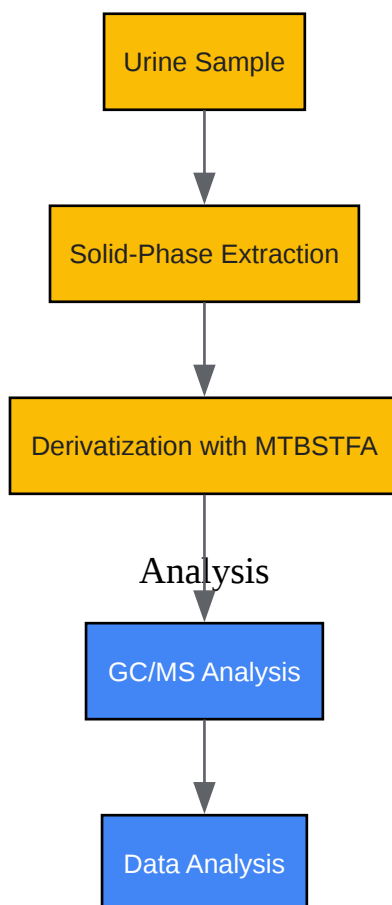 Urine Sample
Solid-Phase Extraction
Derivatization with MTBSTFA
Analysis
GC/MS Analysis
Data Analysis